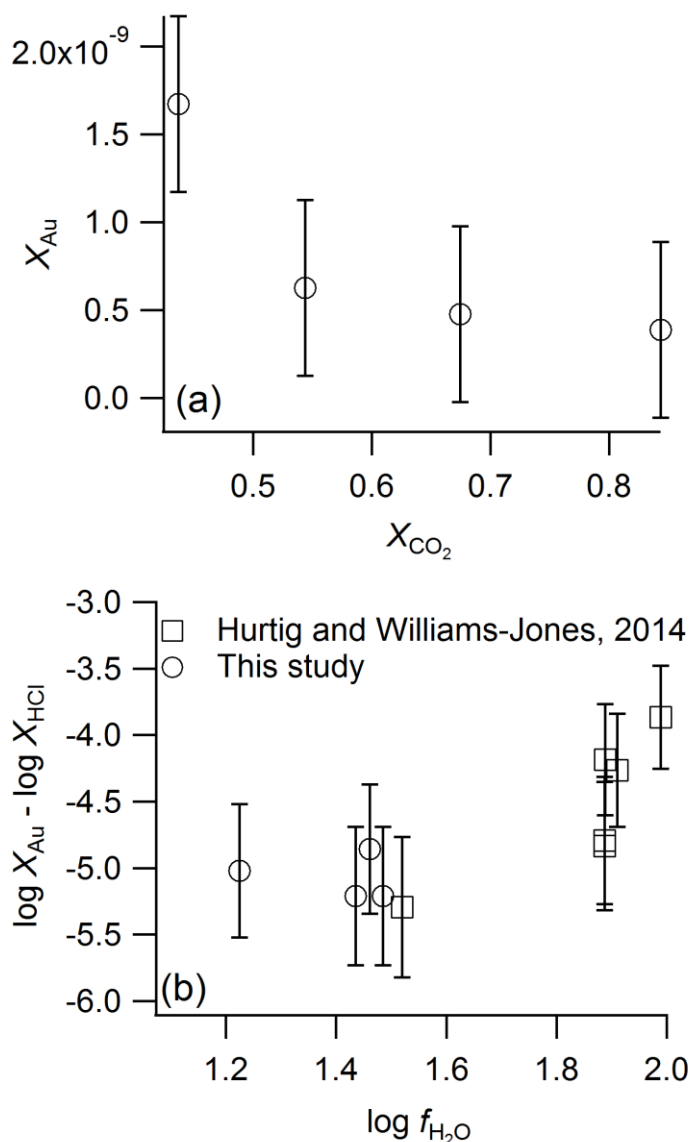 2.0x10⁻⁹
1.5
1.0
0.5
0.0
X_Au
(a)
0.5 0.6 0.7 0.8
X_CO₂
-3.0
-3.5
-4.0
-4.5
-5.0
-5.5
-6.0
log X_Au - log X_HCl
Hurtig and Williams-Jones, 2014
This study
(b)
1.2 1.4 1.6 1.8 2.0
log f_H₂O